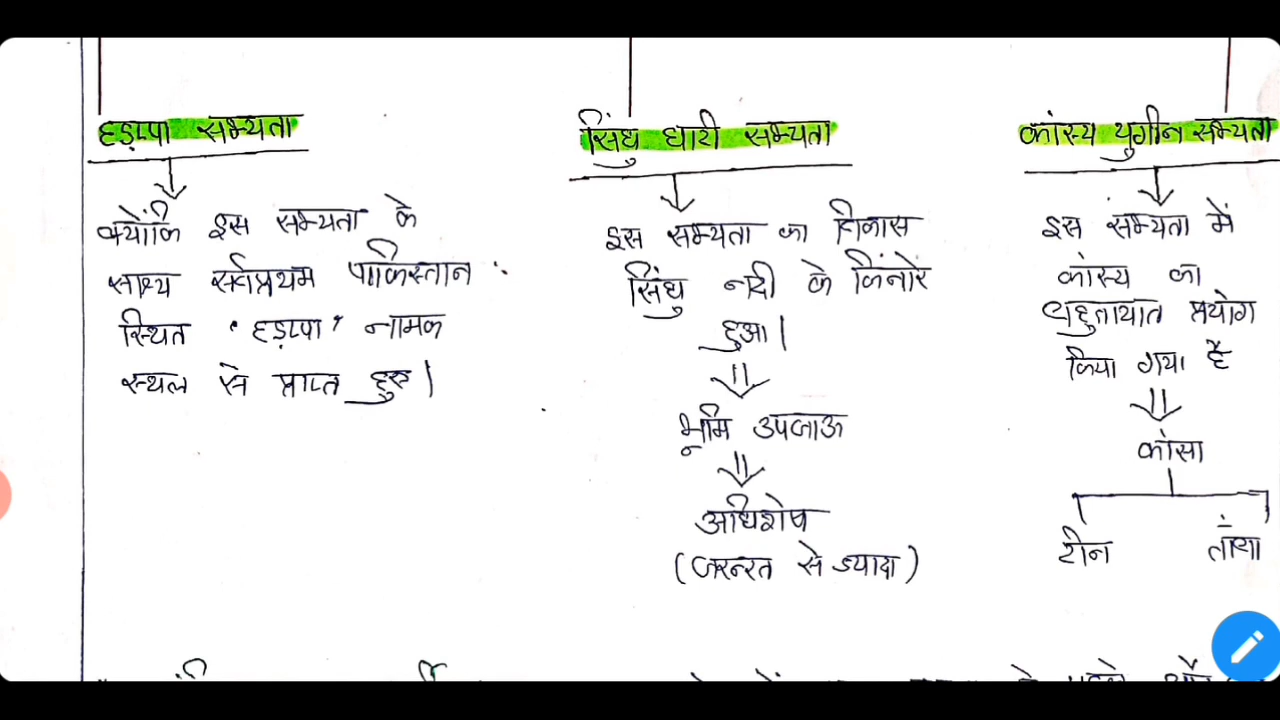 हड़प्पा सभ्यता
क्योंकि इस सभ्यता के
साक्ष्य सर्वप्रथम पाकिस्तान
स्थित 'हड़प्पा' नामक
स्थल से प्राप्त हुए।
सिंधु घाटी सभ्यता
इस सभ्यता का विकास
सिंधु नदी के किनारे
हुआ।
भूमि उपजाऊ
अधिशेष
(जरूरत से ज्यादा)
कांस्य युगीन सभ्यता
इस सभ्यता में
कांस्य का
बहुतायात प्रयोग
किया गया है
कांसा
टीन तांबा